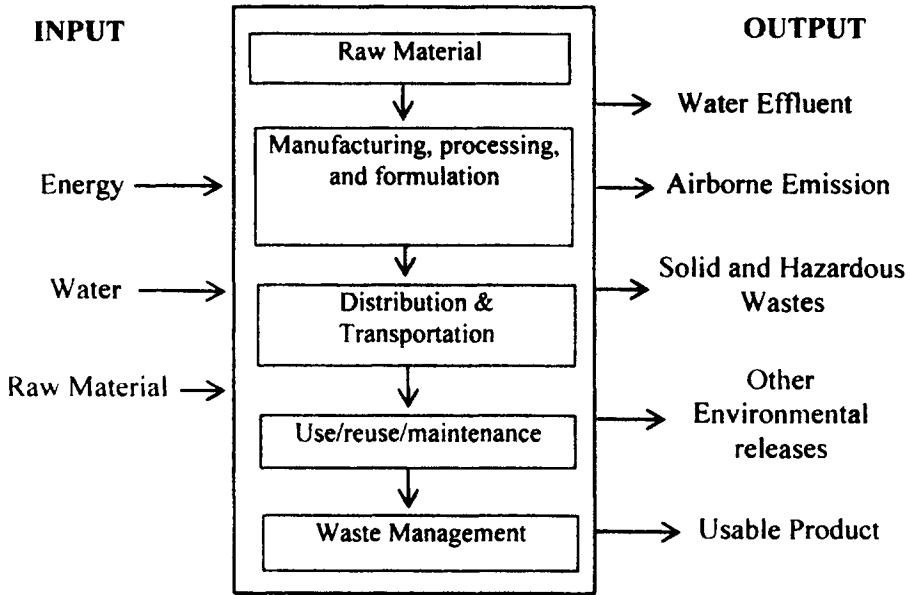 INPUT
Energy
Water
Raw Material
Raw Material
Manufacturing, processing,
and formulation
Distribution &
Transportation
Use/reuse/maintenance
Waste Management
OUTPUT
Water Effluent
Airborne Emission
Solid and Hazardous
Wastes
Other
Environmental
releases
Usable Product